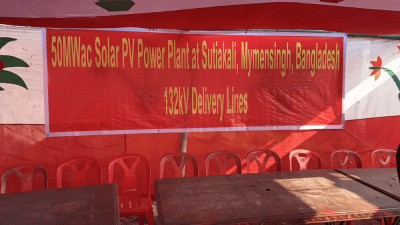 50MWac Solar PV Power Plant at Sutiakali, Mymensingh, Bangladesh
132kV Delivery Lines